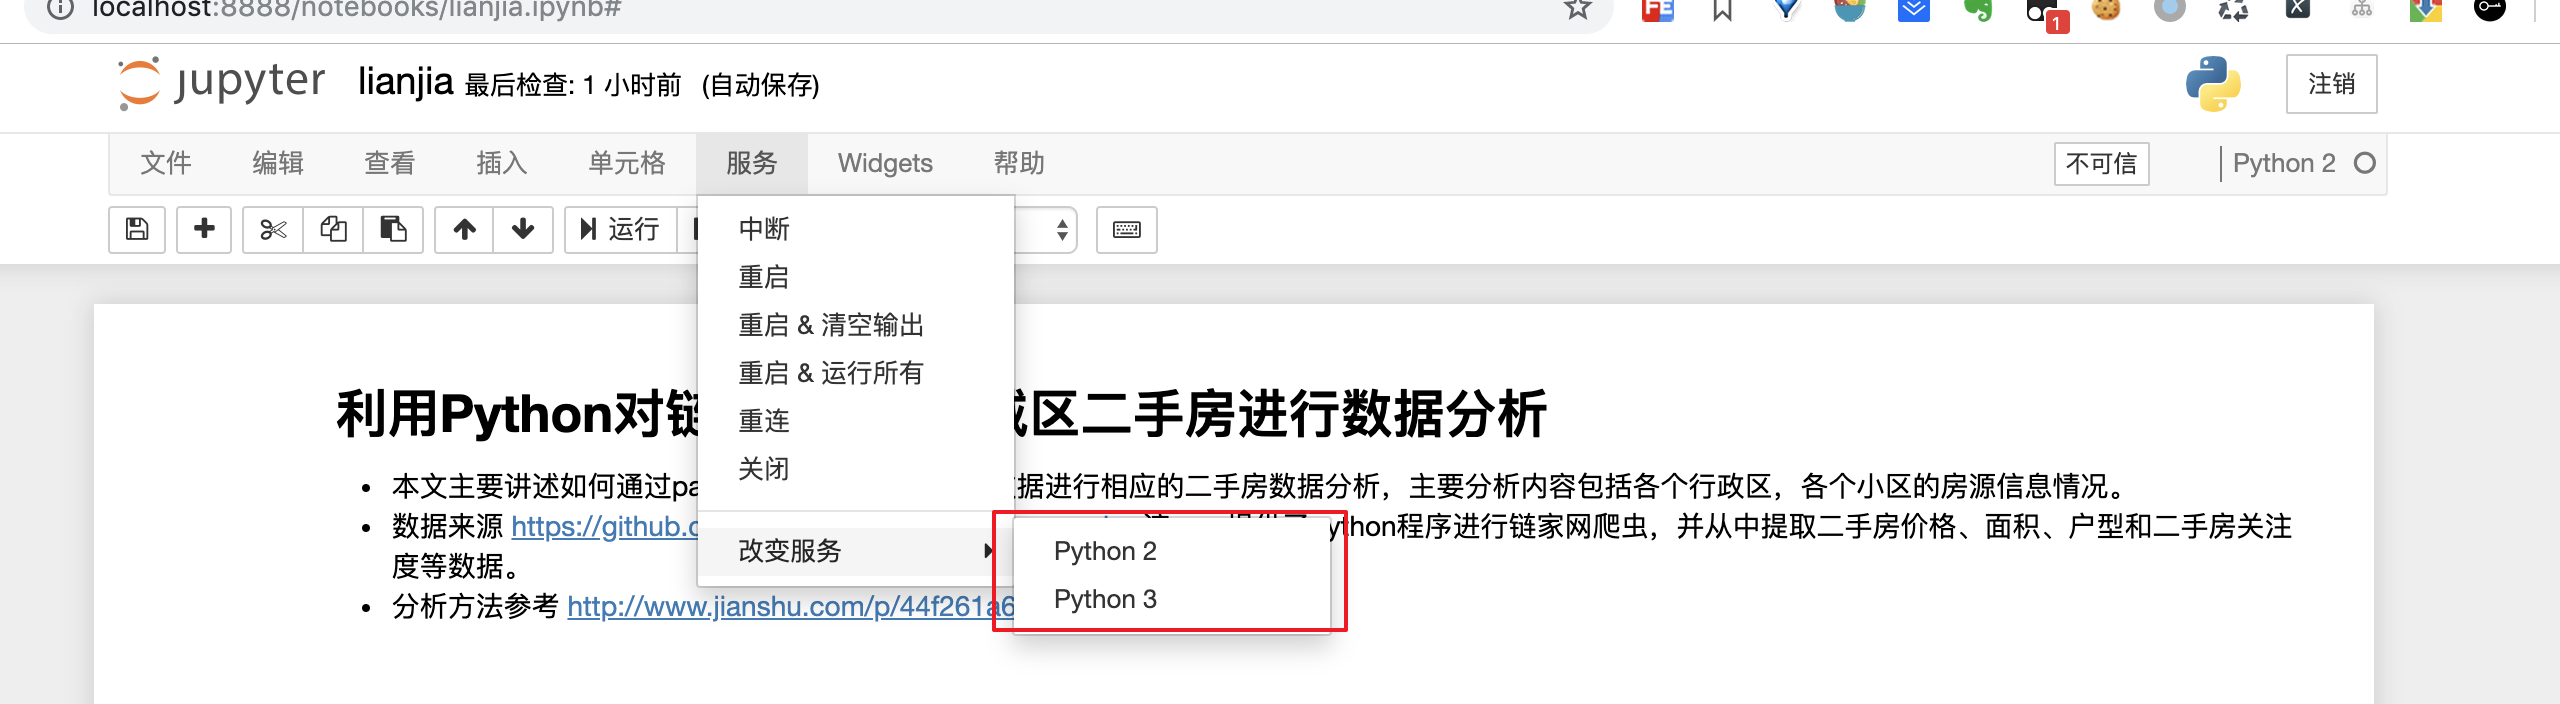 localhost:8888/notebooks/lianjia.ipynb#
FE
1
X
jupyter lianjia 最后检查: 1 小时前 (自动保存)
注销
文件 编辑 查看 插入 单元格 服务 Widgets 帮助 不可信 Python 2
运行
中断
重启
重启 & 清空输出
重启 & 运行所有
重连
关闭
改变服务
Python 2
Python 3
利用Python对链 区二手房进行数据分析
本文主要讲述如何通过pa 据进行相应的二手房数据分析，主要分析内容包括各个行政区，各个小区的房源信息情况。
数据来源 https://github.c ython程序进行链家网爬虫，并从中提取二手房价格、面积、户型和二手房关注
度等数据。
分析方法参考 http://www.jianshu.com/p/44f261a6